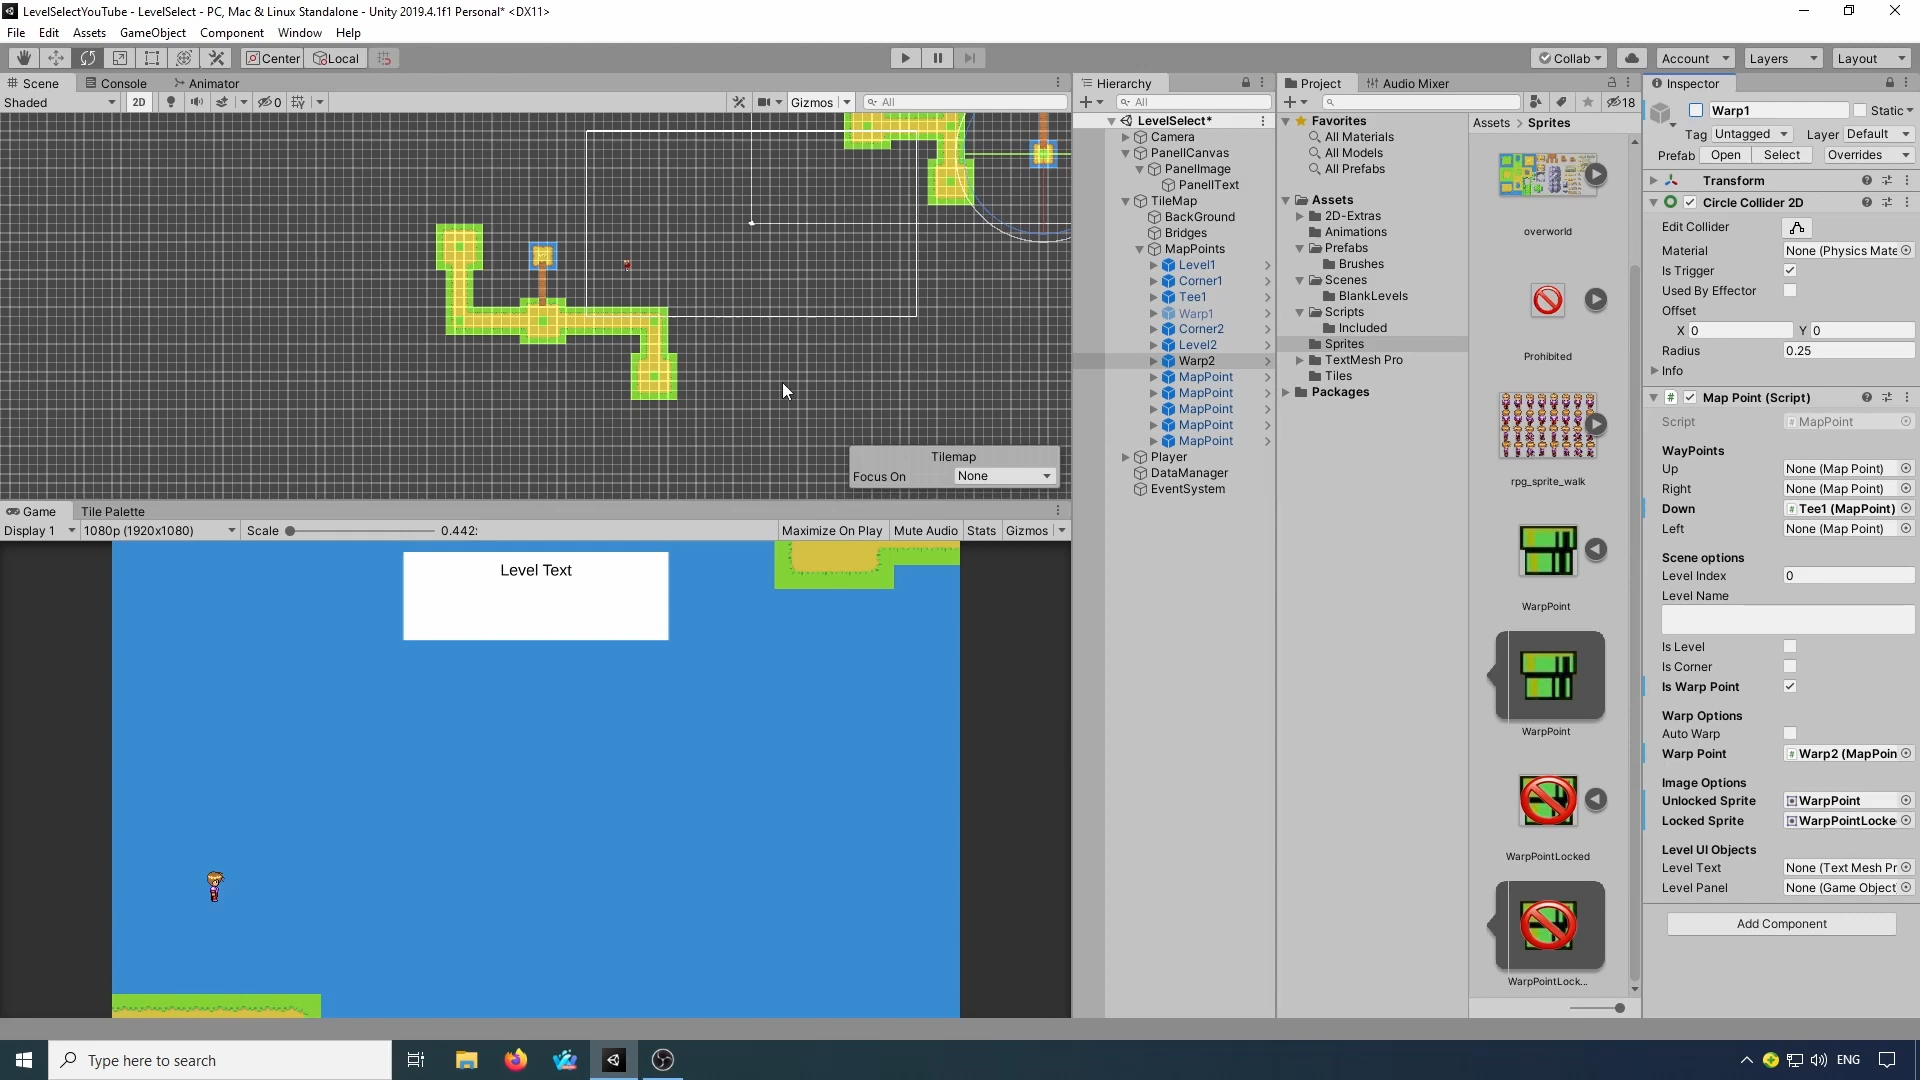 LevelSelectYouTube - LevelSelect - PC, Mac & Linux Standalone - Unity 2019.4.1f1 Personal* <DX11>
File Edit Assets GameObject Component Window Help
Center Local Collab Account Layers Layout
Scene Console Animator
Shaded 2D 0 Gizmos All
Tilemap
Focus On None
Game Tile Palette
Display 1 1080p (1920x1080) Scale 0.442: Maximize On Play Mute Audio Stats Gizmos
Level Text
Hierarchy
All
LevelSelect*
Camera
PanelCanvas
PanelImage
PanelText
TileMap
BackGround
Bridges
MapPoints
Level1
Corner1
Tee1
Warp1
Corner2
Level2
Warp2
MapPoint
MapPoint
MapPoint
MapPoint
MapPoint
Player
DataManager
EventSystem
Project Audio Mixer
18
Favorites
All Materials
All Models
All Prefabs
Assets
2D-Extras
Animations
Prefabs
Brushes
Scenes
BlankLevels
Scripts
Included
Sprites
TextMesh Pro
Tiles
Packages
Assets > Sprites
overworld
Prohibited
rpg_sprite_walk
WarpPoint
WarpPoint
WarpPointLocked
WarpPointLock...
Inspector
Warp1 Static
Tag Untagged Layer Default
Prefab Open Select Overrides
Transform
Circle Collider 2D
Edit Collider
Material None (Physics Mate
Is Trigger
Used By Effector
Offset
X 0 Y 0
Radius 0.25
Info
Map Point (Script)
Script MapPoint
WayPoints
Up None (Map Point)
Right None (Map Point)
Down Tee1 (MapPoint)
Left None (Map Point)
Scene options
Level Index 0
Level Name
Is Level
Is Corner
Is Warp Point
Warp Options
Auto Warp
Warp Point Warp2 (MapPoin
Image Options
Unlocked Sprite WarpPoint
Locked Sprite WarpPointLocke
Level UI Objects
Level Text None (Text Mesh Pr
Level Panel None (Game Object
Add Component
Type here to search
ENG